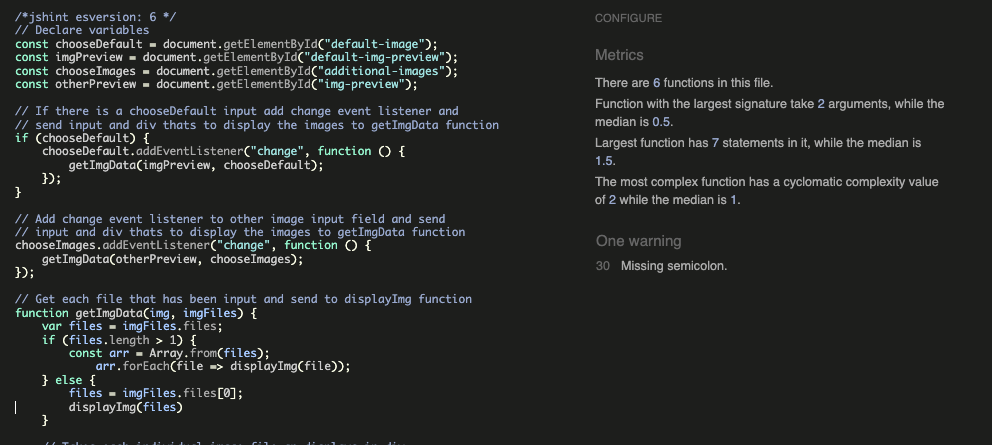 /*jshint esversion: 6 */
// Declare variables
const chooseDefault = document.getElementById("default-image");
const imgPreview = document.getElementById("default-img-preview");
const chooseImages = document.getElementById("additional-images");
const otherPreview = document.getElementById("img-preview");
// If there is a chooseDefault input add change event listener and
// send input and div thats to display the images to getImgData function
if (chooseDefault) {
chooseDefault.addEventListener("change", function () {
getImgData(imgPreview, chooseDefault);
});
}
// Add change event listener to other image input field and send
// input and div thats to display the images to getImgData function
chooseImages.addEventListener("change", function () {
getImgData(otherPreview, chooseImages);
});
// Get each file that has been input and send to displayImg function
function getImgData(img, imgFiles) {
var files = imgFiles.files;
if (files.length > 1) {
const arr = Array.from(files);
arr.forEach(file => displayImg(file));
} else {
files = imgFiles.files[0];
displayImg(files)
}
CONFIGURE
Metrics
There are 6 functions in this file.
Function with the largest signature take 2 arguments, while the
median is 0.5.
Largest function has 7 statements in it, while the median is
1.5.
The most complex function has a cyclomatic complexity value
of 2 while the median is 1.
One warning
30 Missing semicolon.